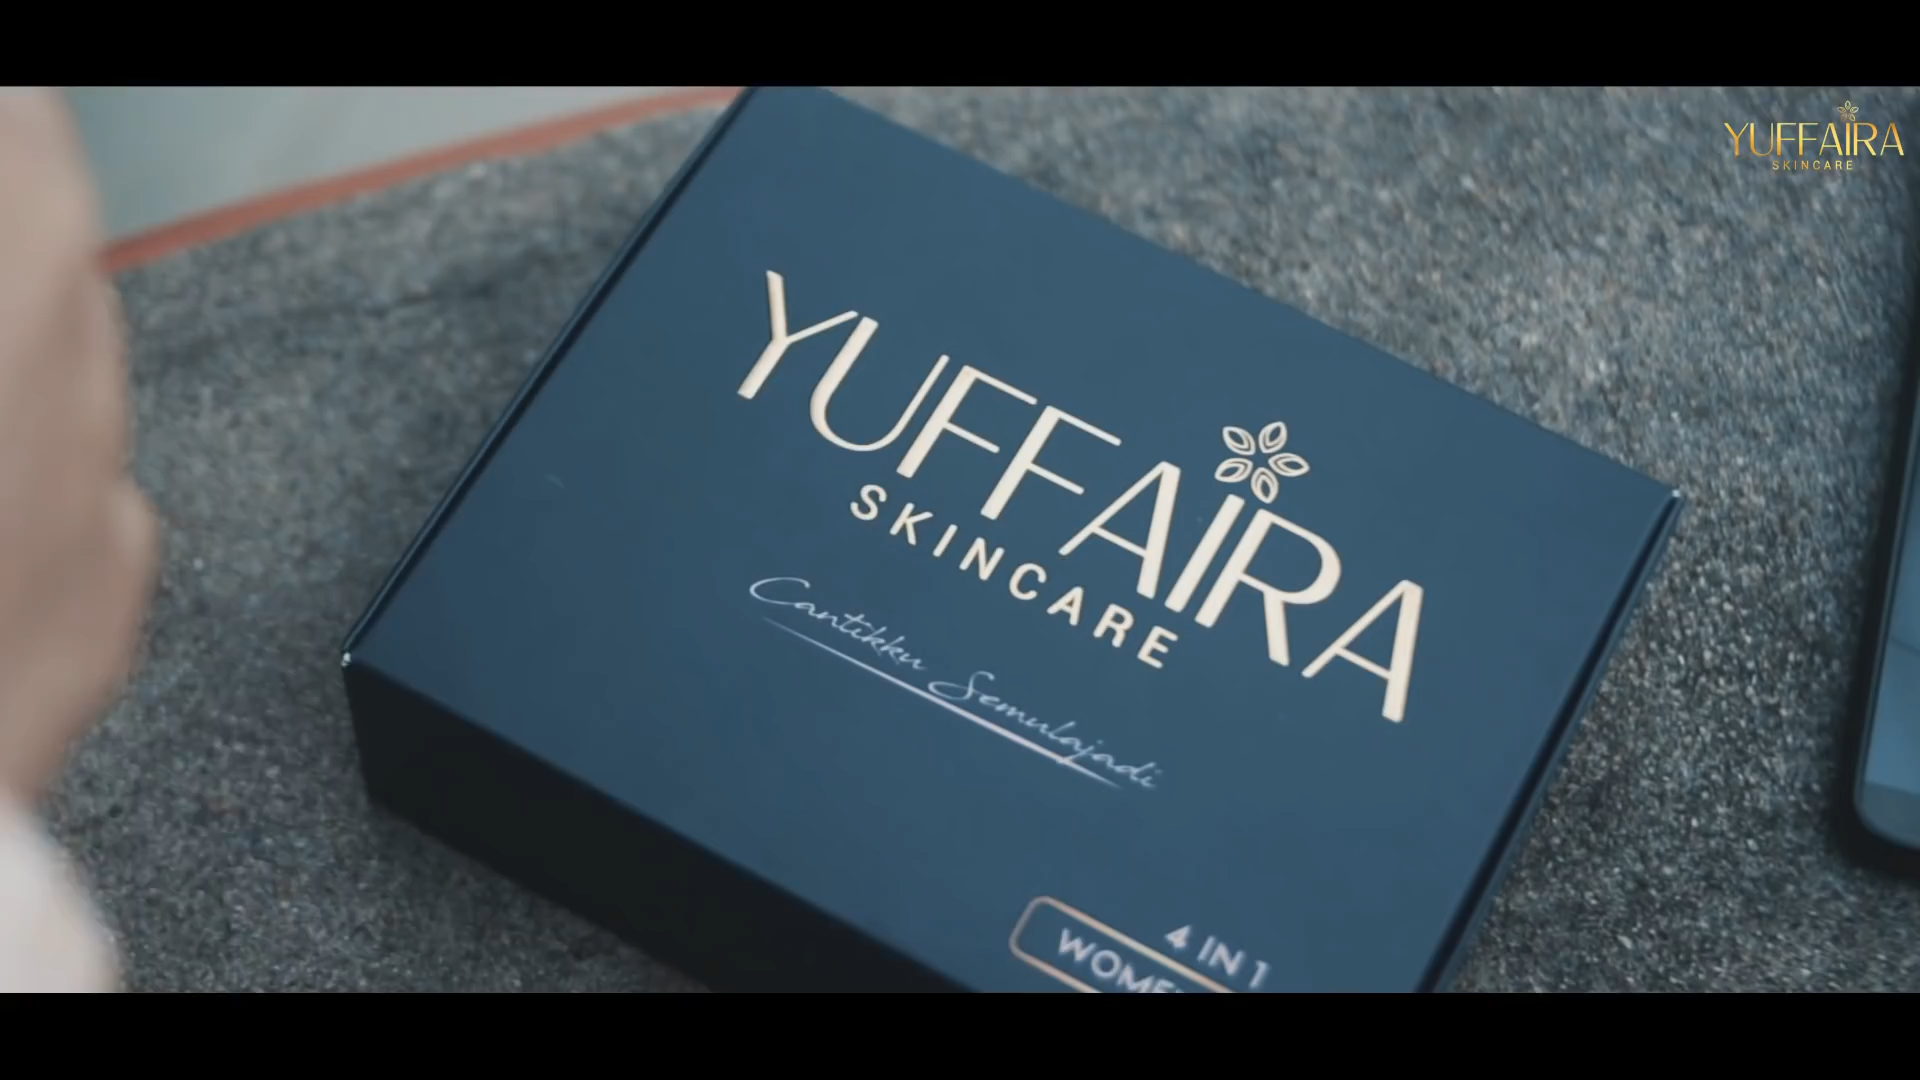 YUFFAIRA
SKINCARE
YUFFAIRA
SKINCARE
Cantikku Semulajadi
4 IN 1